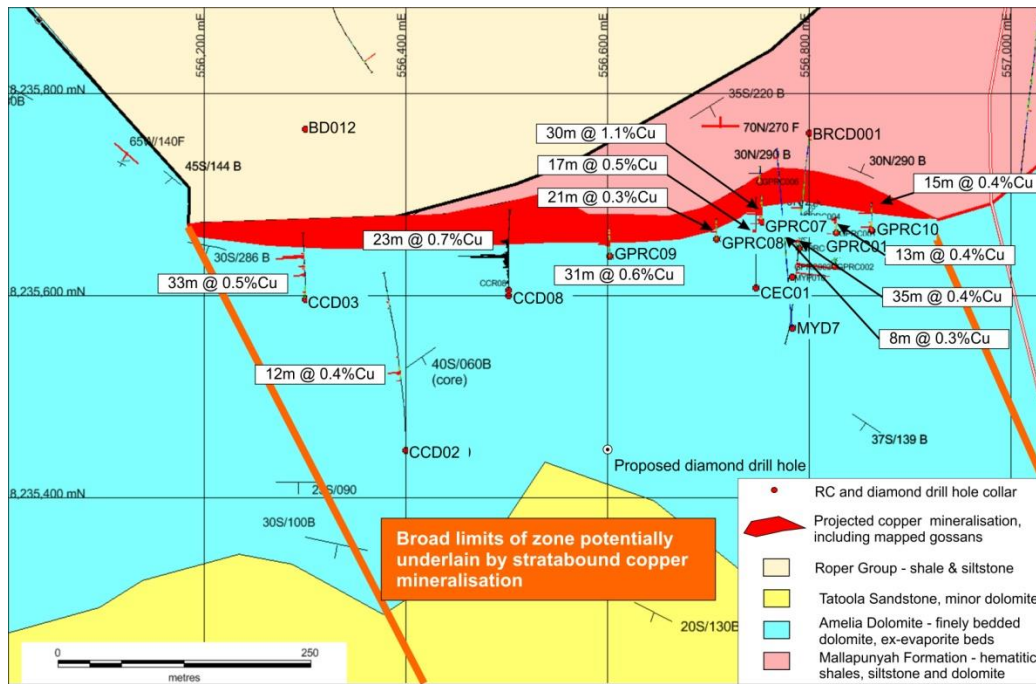 556,200 mE
556,400 mE
556,600 mE
556,800 mE
557,000 mE
8,235,800 mN
35S/220 B
30m @ 1.1%Cu
70N/270 F
BD012
BRCD001
65W/140F
17m @ 0.5%Cu
30N/290 B
30N/290 B
45S/144 B
21m @ 0.3%Cu
15m @ 0.4%Cu
23m @ 0.7%Cu
GPRC07
GPRC10
GPRC08
GPRC01
30S/286 B
GPRC09
13m @ 0.4%Cu
33m @ 0.5%Cu
31m @ 0.6%Cu
GPRC002
8,235,600 mN
CCR08
CCD03
CCD08
CEC01
35m @ 0.4%Cu
MYD7
8m @ 0.3%Cu
12m @ 0.4%Cu
40S/060B
(core)
37S/139 B
CCD02
Proposed diamond drill hole
8,235,400 mN
25S/090
30S/100B
Broad limits of zone potentially
underlain by stratabound copper
mineralisation
20S/130B
0
250
metres
RC and diamond drill hole collar
Projected copper mineralisation,
including mapped gossans
Roper Group - shale & siltstone
Tatoola Sandstone, minor dolomite
Amelia Dolomite - finely bedded
dolomite, ex-evaporite beds
Mallapunyah Formation - hematitic
shales, siltstone and dolomite